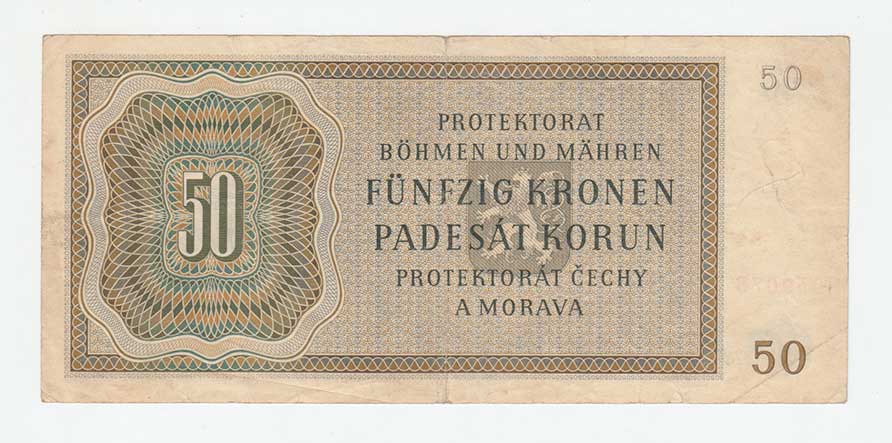 50
50
PROTEKTORAT
BÖHMEN UND MÄHREN
FÜNFZIG KRONEN
PADESÁT KORUN
PROTEKTORÁT ČECHY
A MORAVA
50